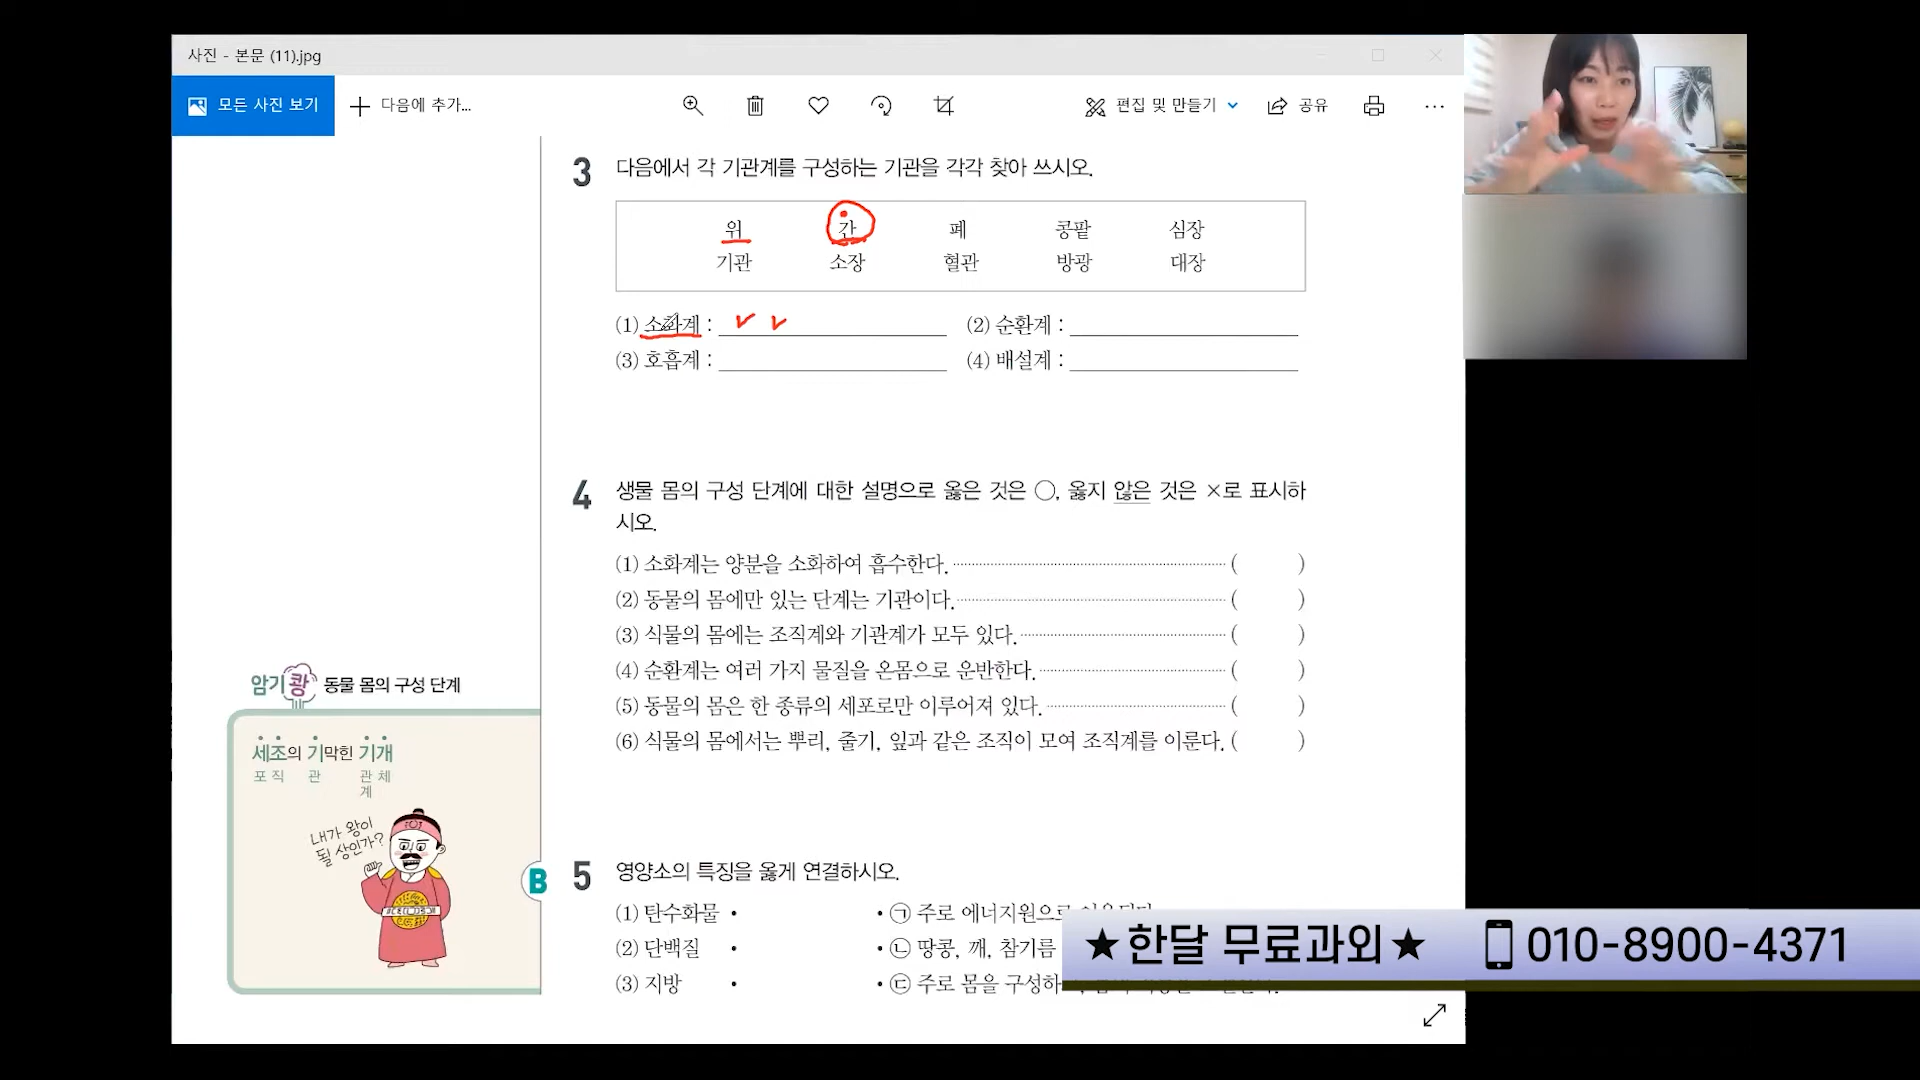 사진 - 본문 (11).jpg
모든 사진 보기
다음에 추가...
편집 및 만들기
공유
3 다음에서 각 기관계를 구성하는 기관을 각각 찾아 쓰시오.
위 간 폐 콩팥 심장
기관 소장 혈관 방광 대장
(1) 소화계 : (2) 순환계 :
(3) 호흡계 : (4) 배설계 :
4 생물 몸의 구성 단계에 대한 설명으로 옳은 것은 ○, 옳지 않은 것은 ×로 표시하
시오.
(1) 소화계는 양분을 소화하여 흡수한다. ( )
(2) 동물의 몸에만 있는 단계는 기관이다. ( )
(3) 식물의 몸에는 조직계와 기관계가 모두 있다. ( )
(4) 순환계는 여러 가지 물질을 온몸으로 운반한다. ( )
(5) 동물의 몸은 한 종류의 세포로만 이루어져 있다. ( )
(6) 식물의 몸에서는 뿌리, 줄기, 잎과 같은 조직이 모여 조직계를 이룬다. ( )
암기쾅 동물 몸의 구성 단계
세조의 기막힌 기개
포 직 관 관 체
계
내가 왕이
될 상인가?
B
5 영양소의 특징을 옳게 연결하시오.
(1) 탄수화물 • • ㉠ 주로 에너지원으로
(2) 단백질 • • ㉡ 땅콩, 깨, 참기름
(3) 지방 • • ㉢ 주로 몸을 구성하
★한달 무료과외★ 010-8900-4371